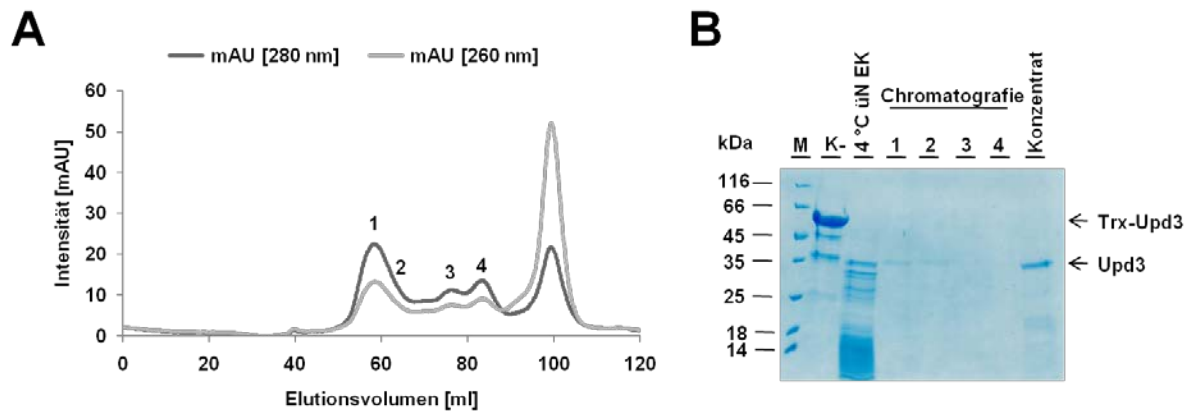 A
mAU [280 nm] mAU [260 nm]
60
50
40
30
20
10
0
Intensität [mAU]
1
2
3
4
0 20 40 60 80 100 120
Elutionsvolumen [ml]
B
4 °C üN EK
Chromatografie
Konzentrat
kDa M K- 1 2 3 4
116
66
45
35
25
18
14
Trx-Upd3
Upd3